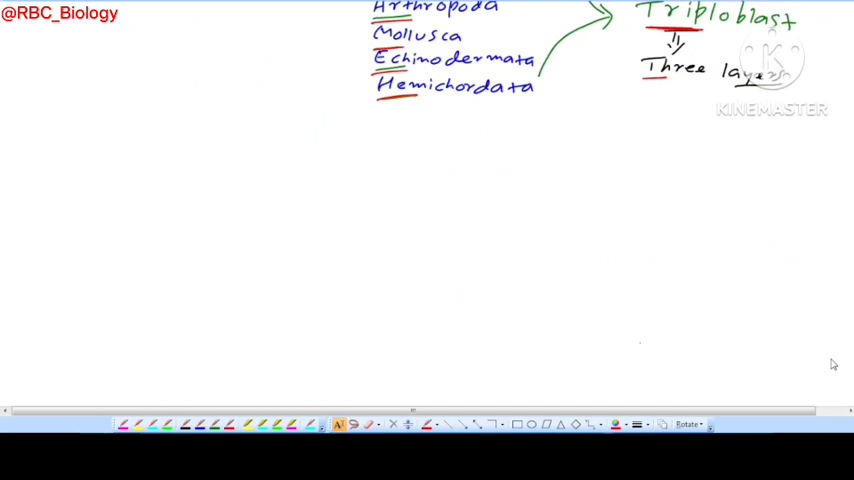 @RBC_Biology
Arthropoda
Mollusca
Echinodermata
Hemichordata
Triploblast
Three layers
KINEMASTER
Rotate